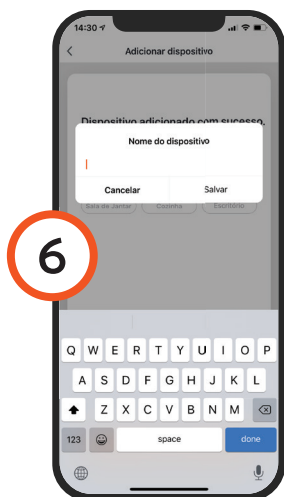 14:30
Adicionar dispositivo
Dispositivo adicionado com sucesso.
Nome do dispositivo
Cancelar Salvar
Sala de Jantar Cozinha Escritório
6
Q W E R T Y U I O P
A S D F G H J K L
Z X C V B N M
123 space done